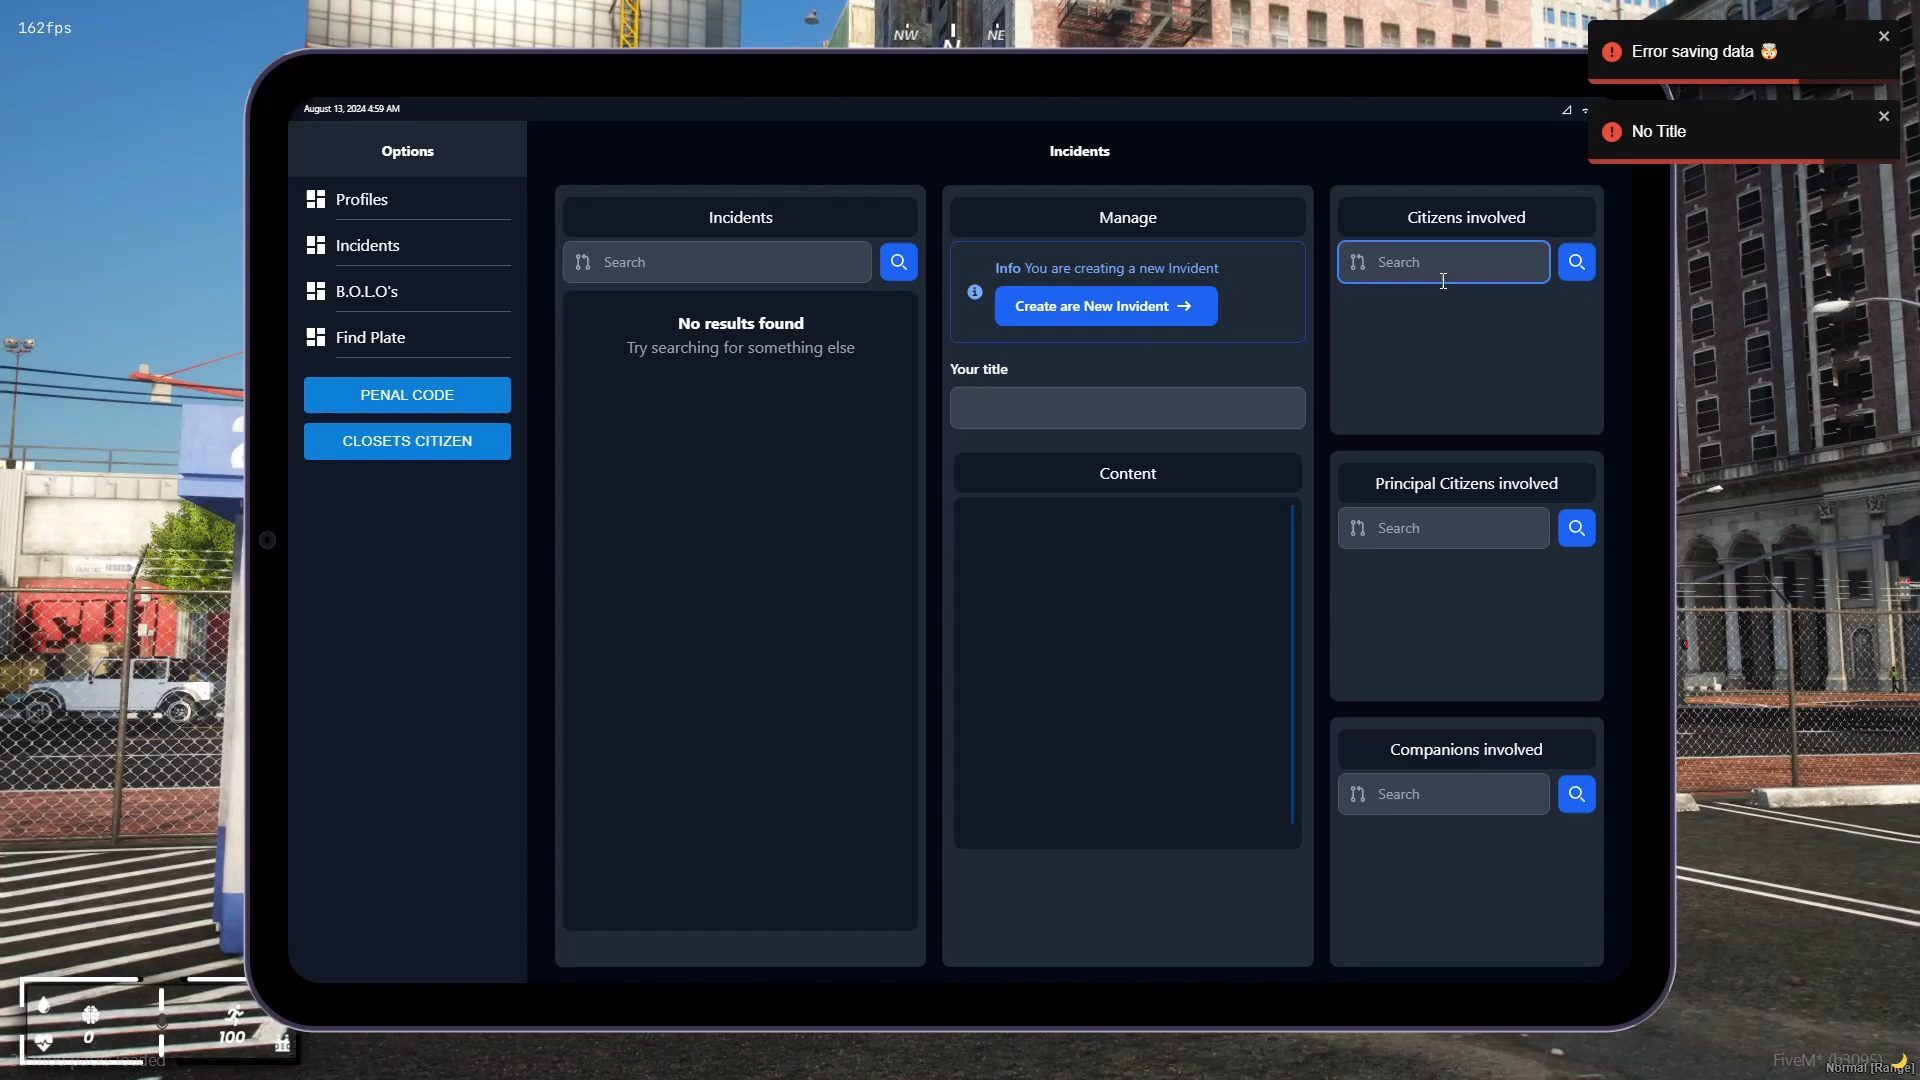 162fps
NW
N
NE
Error saving data 🤯
No Title
August 13, 2024 4:59 AM
Options
Profiles
Incidents
B.O.L.O's
Find Plate
PENAL CODE
CLOSETS CITIZEN
Incidents
Incidents
Search
No results found
Try searching for something else
Manage
Info You are creating a new Invident
Create are New Invident →
Your title
Content
Citizens involved
Search
Principal Citizens involved
Search
Companions involved
Search
0
100
loaded
FiveM* (b3095)
Normal [Range]